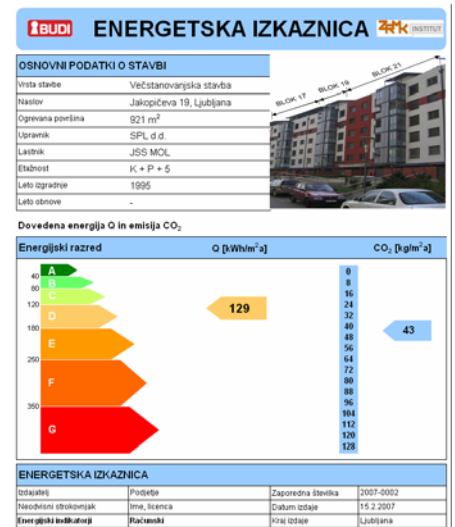 IBUDI ENERGETSKA IZKAZNICA ZRMK INSTITUT
OSNOVNI PODATKI O STAVBI
Vrsta stavbe Večstanovanjska stavba
Naslov Jakopičeva 19, Ljubljana
Ogrevana površina 921 m²
Upravnik SPL d.d.
Lastnik JSS MOL
Etažnost K + P + 5
Leto izgradnje 1995
Leto obnove -
BLOK 17 BLOK 19 BLOK 21
Dovedena energija Q in emisija CO₂
Energijski razred Q [kWh/m²a] CO₂ [kg/m²a]
A
40
B
80
C
120
D
180
E
250
F
350
G
129
0
8
16
24
32
40
48
56
64
72
80
88
96
104
112
120
128
43
ENERGETSKA IZKAZNICA
Izdajatelj Podjetje Zaporedna številka 2007-0002
Neodvisni strokovnjak Ime, licenca Datum izdaje 15.2.2007
Energijski indikatorji Računski Kraj izdaje Ljubljana